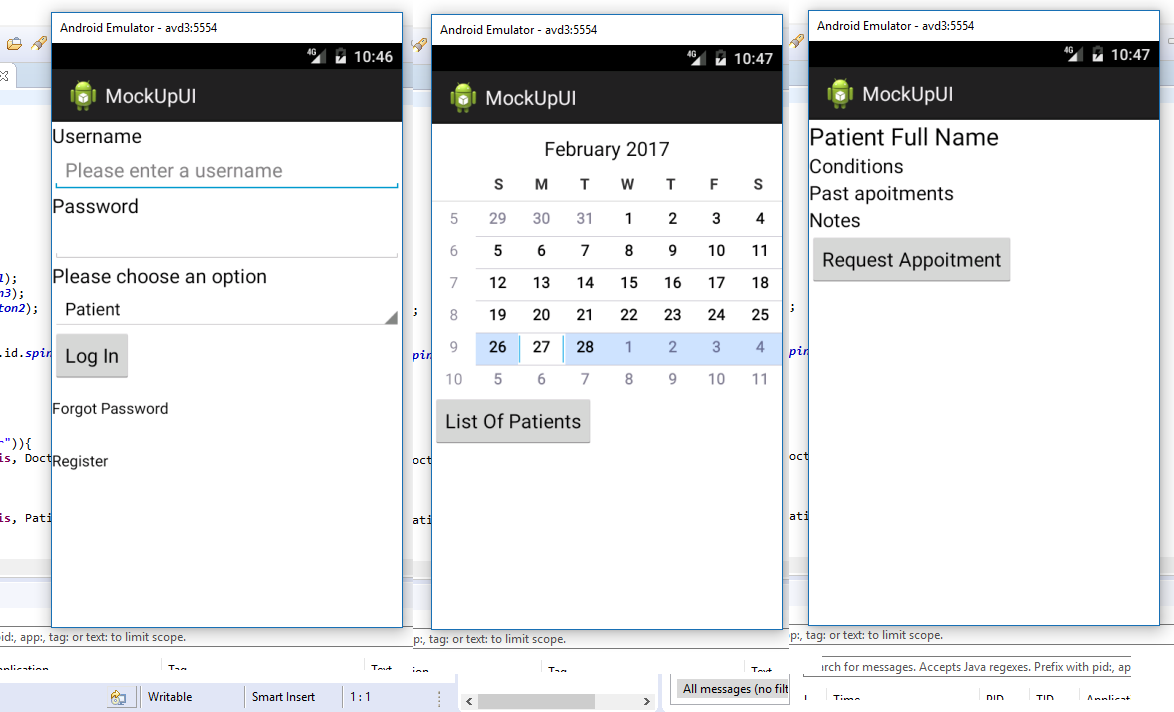 Android Emulator - avd3:5554
4G 10:46
MockUpUI
Username
Please enter a username
Password
Please choose an option
Patient
Log In
Forgot Password
Register
Android Emulator - avd3:5554
4G 10:47
MockUpUI
February 2017
S M T W T F S
5 29 30 31 1 2 3 4
6 5 6 7 8 9 10 11
7 12 13 14 15 16 17 18
8 19 20 21 22 23 24 25
9 26 27 28 1 2 3 4
10 5 6 7 8 9 10 11
List Of Patients
Android Emulator - avd3:5554
4G 10:47
MockUpUI
Patient Full Name
Conditions
Past apoitments
Notes
Request Appoitment
);
n3);
ton2);
;
;
.id.spin
pin
pin
r")){
is, Doct
oct
oct
is, Pati
ati
ati
pid:, app:, tag: or text: to limit scope.
p:, tag: or text: to limit scope.
pp:, tag: or text: to limit scope.
pplication Tag Text
ion Tag Text
rch for messages. Accepts Java regexes. Prefix with pid:, ap
Writable Smart Insert 1 : 1
All messages (no filt
L Time PID TID Applicat